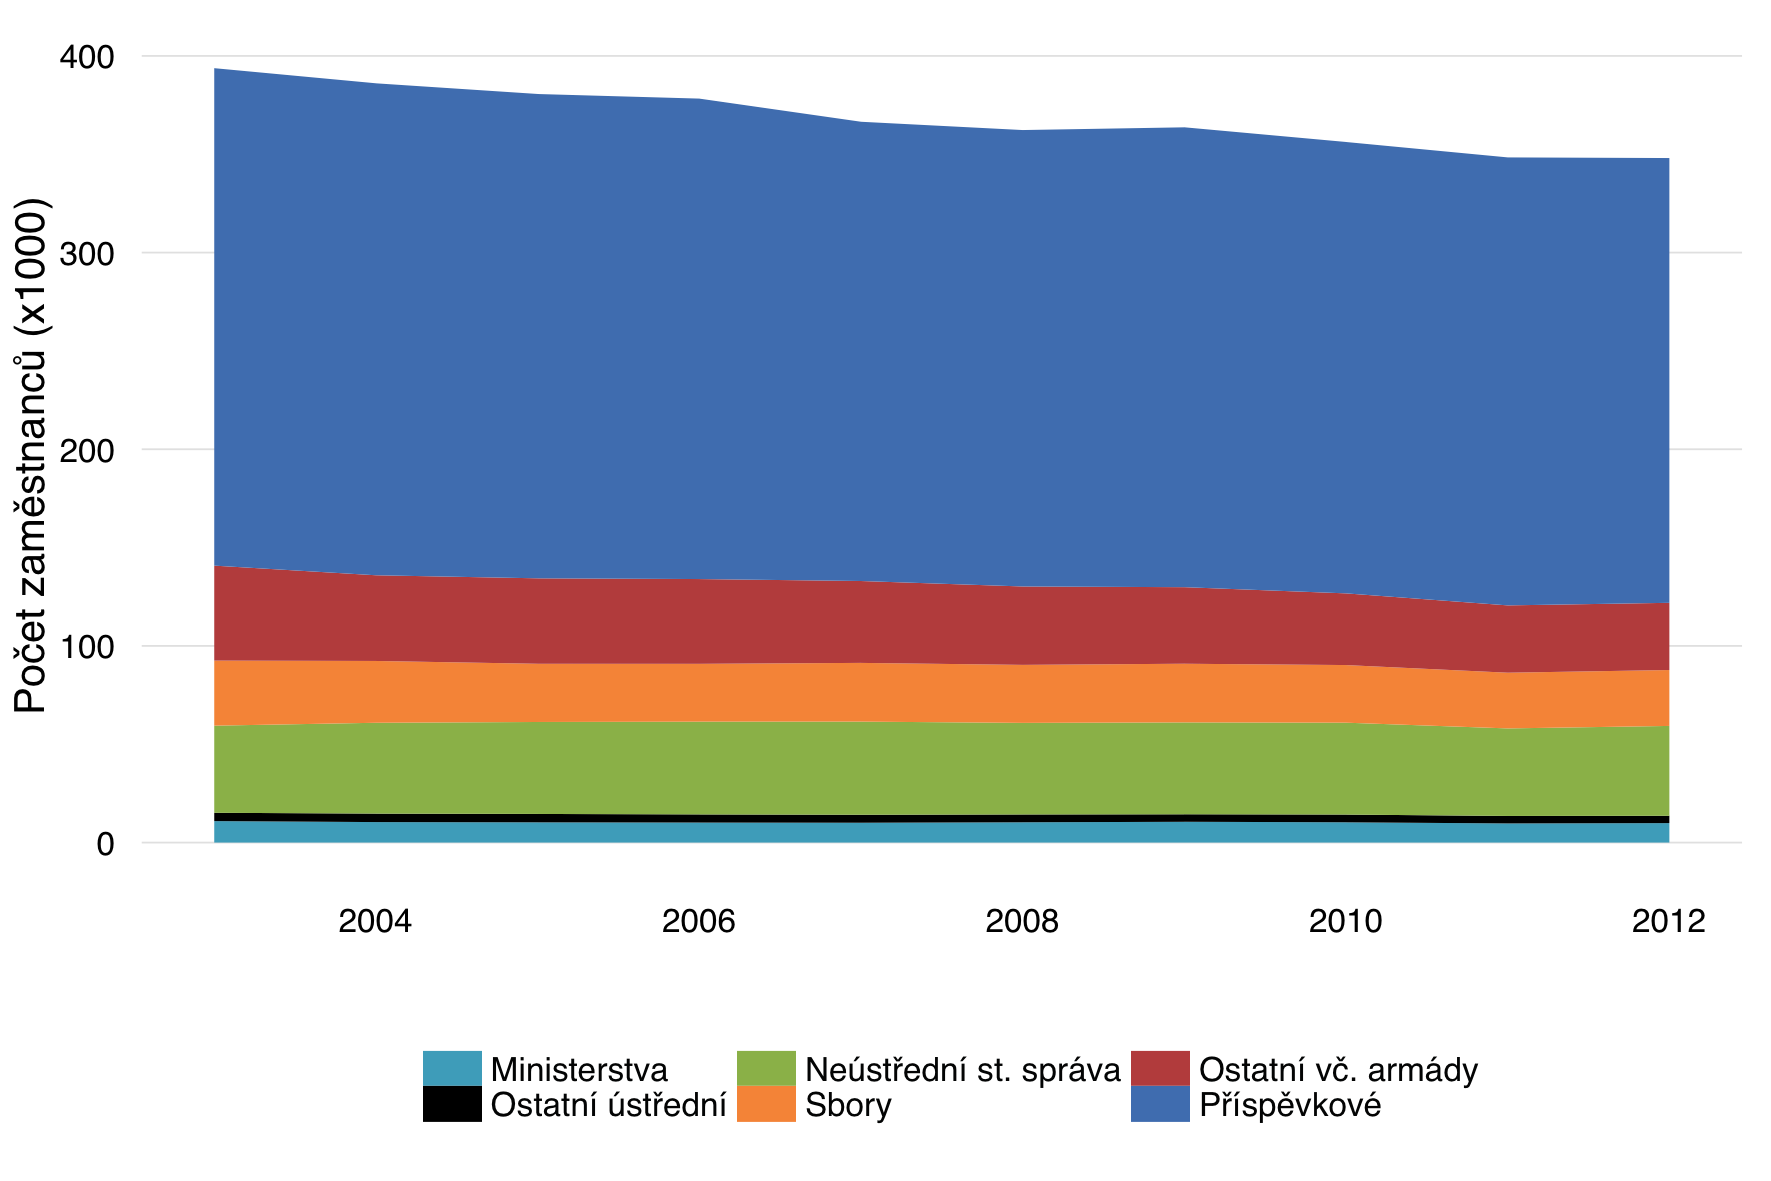 Počet zaměstnanců (x1000)
400
300
200
100
0
2004
2006
2008
2010
2012
Ministerstva
Neústřední st. správa
Ostatní vč. armády
Ostatní ústřední
Sbory
Příspěvkové